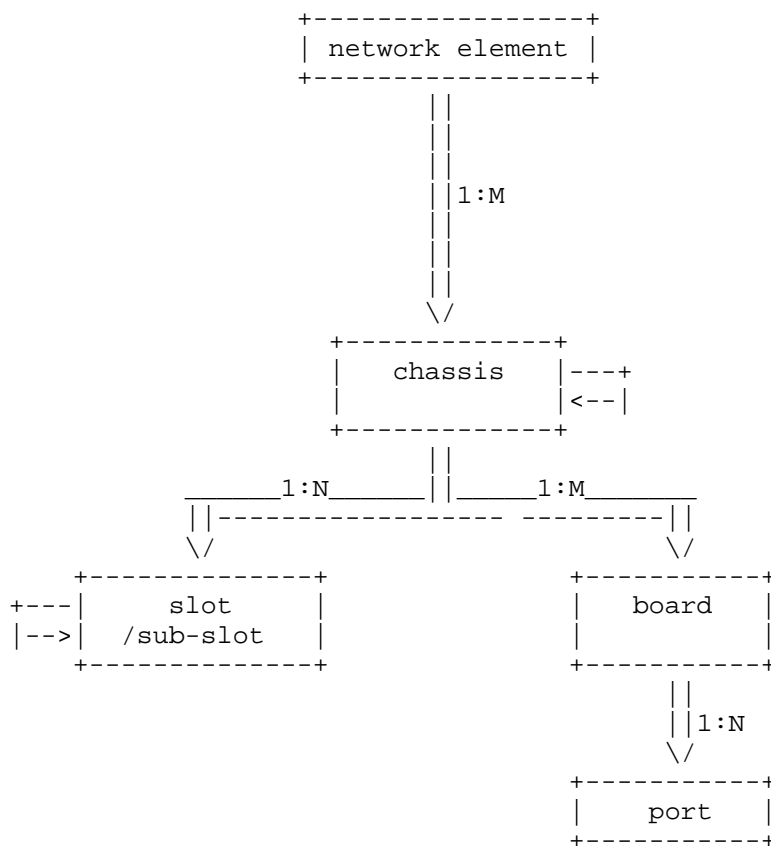 network element
1:M
chassis
1:N 1:M
slot board
/sub-slot
1:N
port